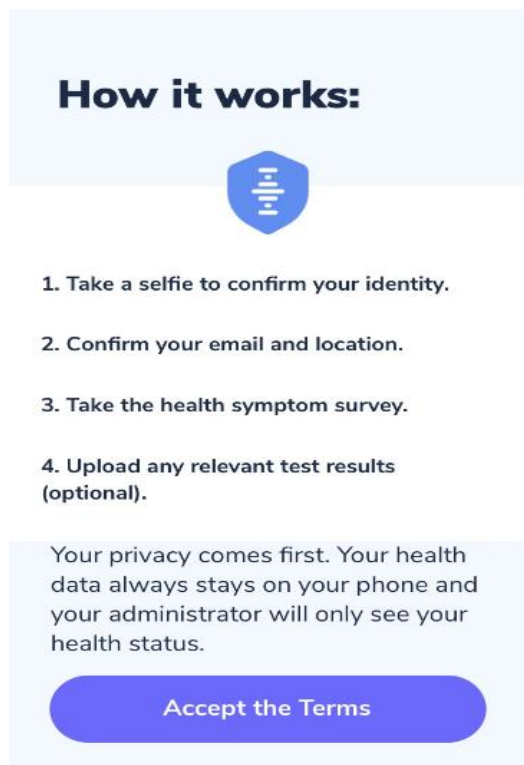 How it works:
1. Take a selfie to confirm your identity.
2. Confirm your email and location.
3. Take the health symptom survey.
4. Upload any relevant test results
(optional).
Your privacy comes first. Your health
data always stays on your phone and
your administrator will only see your
health status.
Accept the Terms